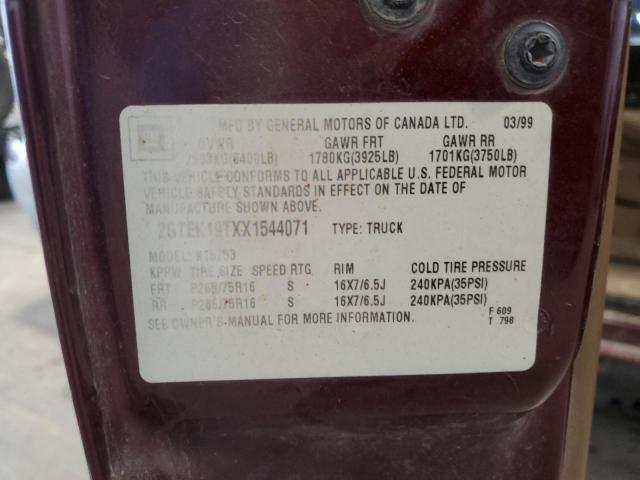 GM
MFG BY GENERAL MOTORS OF CANADA LTD. 03/99
GVWR GAWR FRT GAWR RR
2903KG(6400LB) 1780KG(3925LB) 1701KG(3750LB)
THIS VEHICLE CONFORMS TO ALL APPLICABLE U.S. FEDERAL MOTOR
VEHICLE SAFETY STANDARDS IN EFFECT ON THE DATE OF
MANUFACTURE SHOWN ABOVE.
2GTEK19TXX1544071 TYPE: TRUCK
MODEL: K15753
KPPW TIRE SIZE SPEED RTG RIM COLD TIRE PRESSURE
FRT P265/75R16 S 16X7/6.5J 240KPA(35PSI)
RR P265/75R16 S 16X7/6.5J 240KPA(35PSI)
SEE OWNER'S-MANUAL FOR MORE INFORMATION.
F 609
T 798